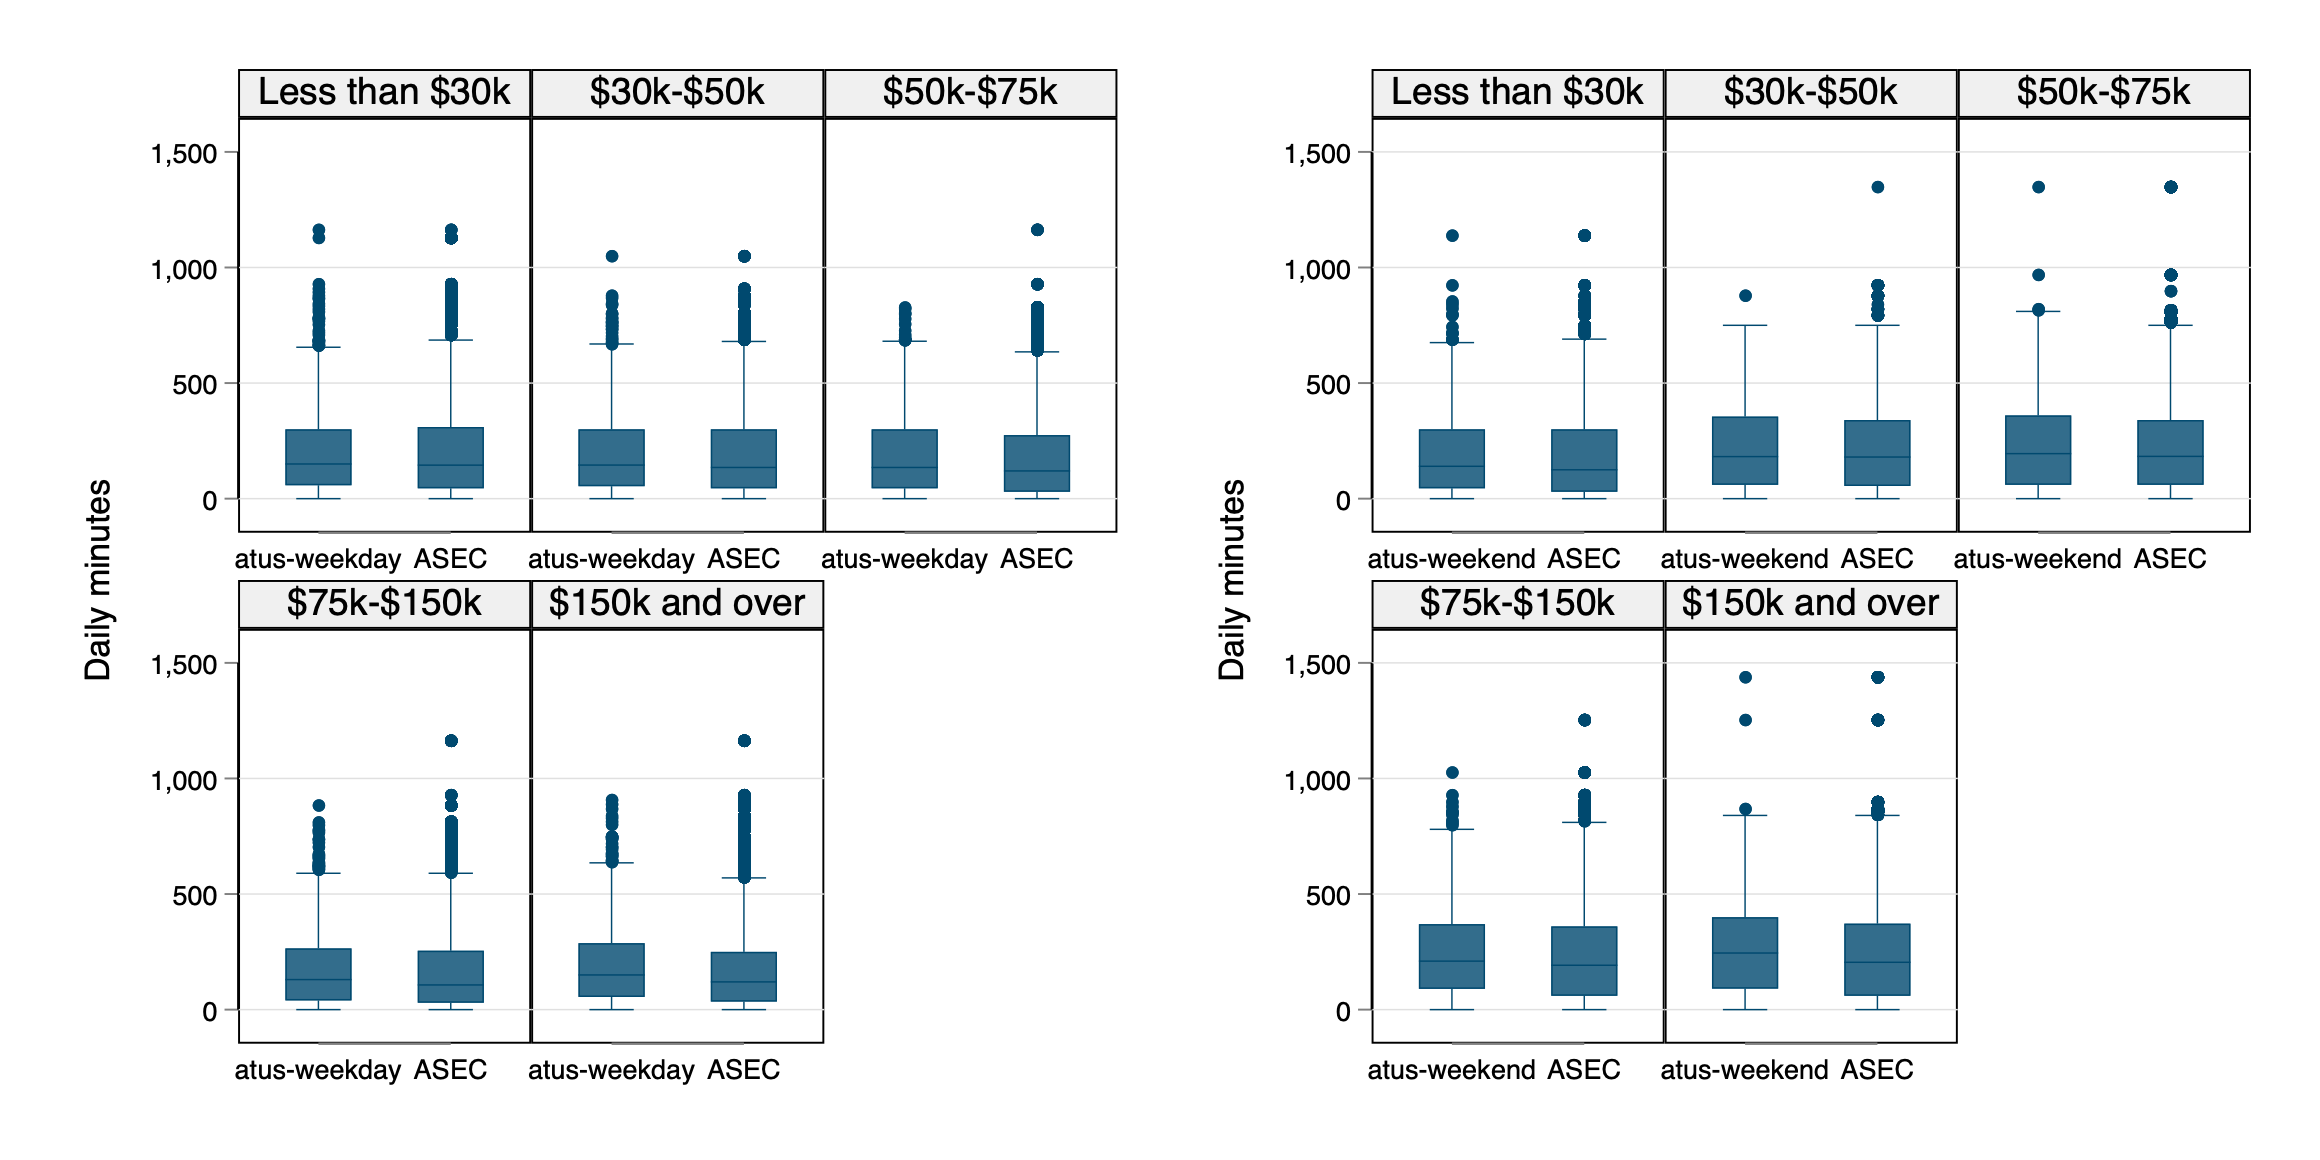 Less than $30k $30k-$50k $50k-$75k
1,500
1,000
500
0
atus-weekday ASEC atus-weekday ASEC atus-weekday ASEC
Daily minutes
$75k-$150k $150k and over
1,500
1,000
500
0
atus-weekday ASEC atus-weekday ASEC
Less than $30k $30k-$50k $50k-$75k
1,500
1,000
500
0
atus-weekend ASEC atus-weekend ASEC atus-weekend ASEC
Daily minutes
$75k-$150k $150k and over
1,500
1,000
500
0
atus-weekend ASEC atus-weekend ASEC